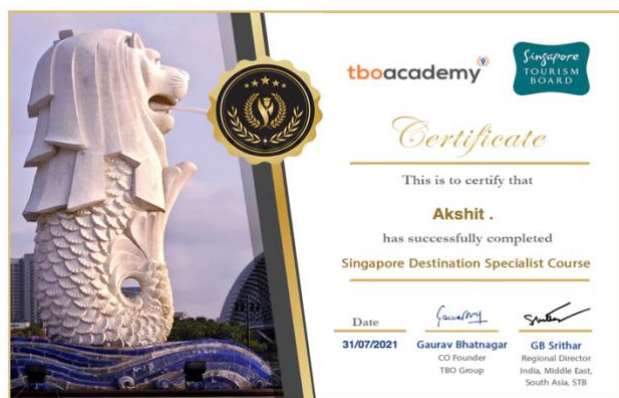 tboacademy
Singapore
TOURISM
BOARD
Certificate
This is to certify that
Akshit .
has successfully completed
Singapore Destination Specialist Course
Date
31/07/2021
Gaurav Bhatnagar
CO Founder
TBO Group
GB Srithar
Regional Director
India, Middle East,
South Asia, STB